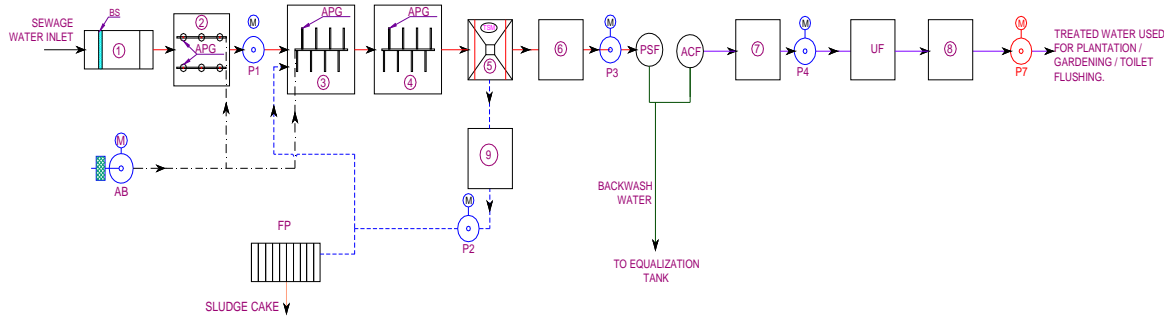 SEWAGE
WATER INLET
BS
1
2
APG
M
P1
APG
3
APG
4
TSM
5
6
M
P3
PSF
ACF
7
M
P4
UF
8
M
P7
TREATED WATER USED
FOR PLANTATION /
GARDENING / TOILET
FLUSHING.
M
AB
9
M
P2
FP
SLUDGE CAKE
BACKWASH
WATER
TO EQUALIZATION
TANK